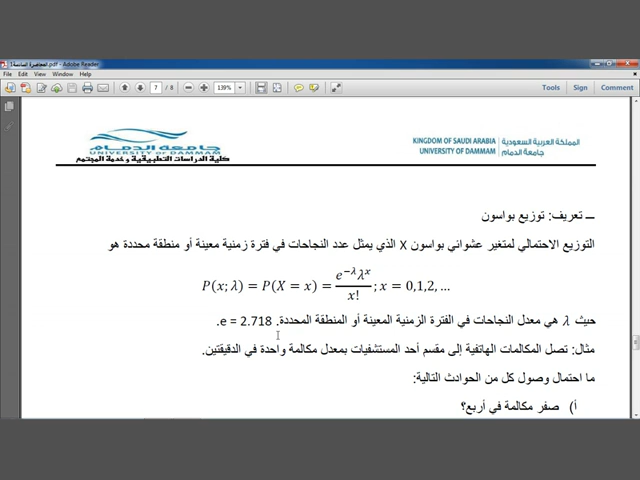 المحاضرة السادسة1.pdf - Adobe Reader
File Edit View Window Help
7 / 8 139% Tools Sign Comment
جامعة الدمام
UNIVERSITY OF DAMMAM
كلية الدراسات التطبيقية و خدمة المجتمع
KINGDOM OF SAUDI ARABIA المملكة العربية السعودية
UNIVERSITY OF DAMMAM جامعة الدمام
ـــ تعريف: توزيع بواسون
التوزيع الاحتمالي لمتغير عشوائي بواسون X الذي يمثل عدد النجاحات في فترة زمنية معينة أو منطقة محددة هو
P(x; λ) = P(X = x) = e^{−λ}λ^x / x! ; x = 0,1,2, …
حيث λ هي معدل النجاحات في الفترة الزمنية المعينة أو المنطقة المحددة. e = 2.718.
مثال: تصل المكالمات الهاتفية إلى مقسم أحد المستشفيات بمعدل مكالمة واحدة في الدقيقتين.
ما احتمال وصول كل من الحوادث التالية:
أ) صفر مكالمة في أربع؟